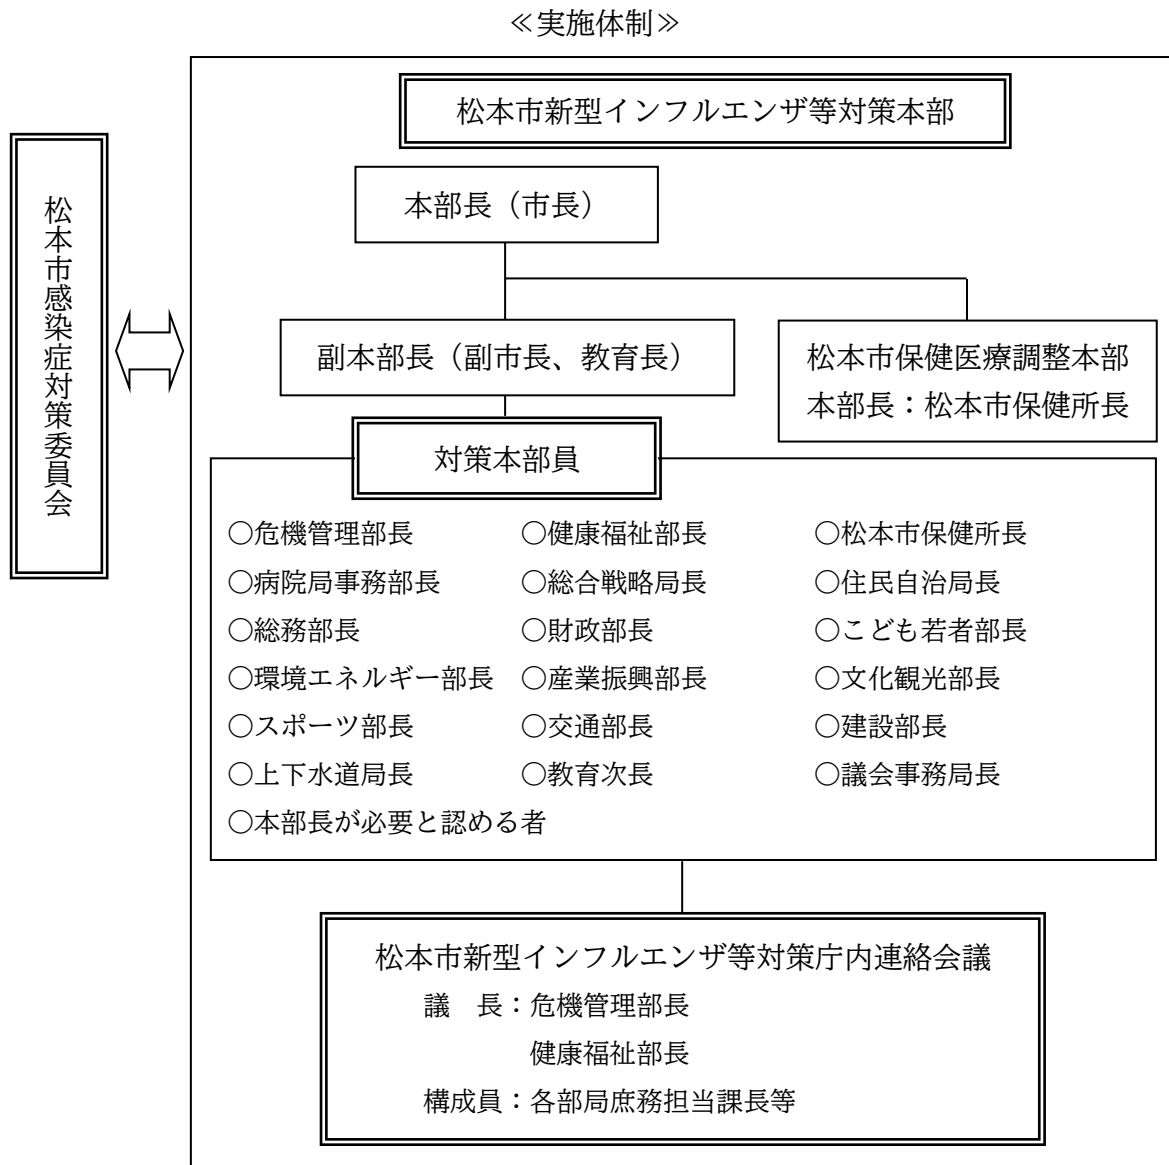 ≪実施体制≫
松本市新型インフルエンザ等対策本部
松本市感染症対策委員会
本部長（市長）
副本部長（副市長、教育長）
松本市保健医療調整本部
本部長：松本市保健所長
対策本部員
○危機管理部長 ○健康福祉部長 ○松本市保健所長
○病院局事務部長 ○総合戦略局長 ○住民自治局長
○総務部長 ○財政部長 ○こども若者部長
○環境エネルギー部長 ○産業振興部長 ○文化観光部長
○スポーツ部長 ○交通部長 ○建設部長
○上下水道局長 ○教育次長 ○議会事務局長
○本部長が必要と認める者
松本市新型インフルエンザ等対策庁内連絡会議
議　長：危機管理部長
健康福祉部長
構成員：各部局庶務担当課長等